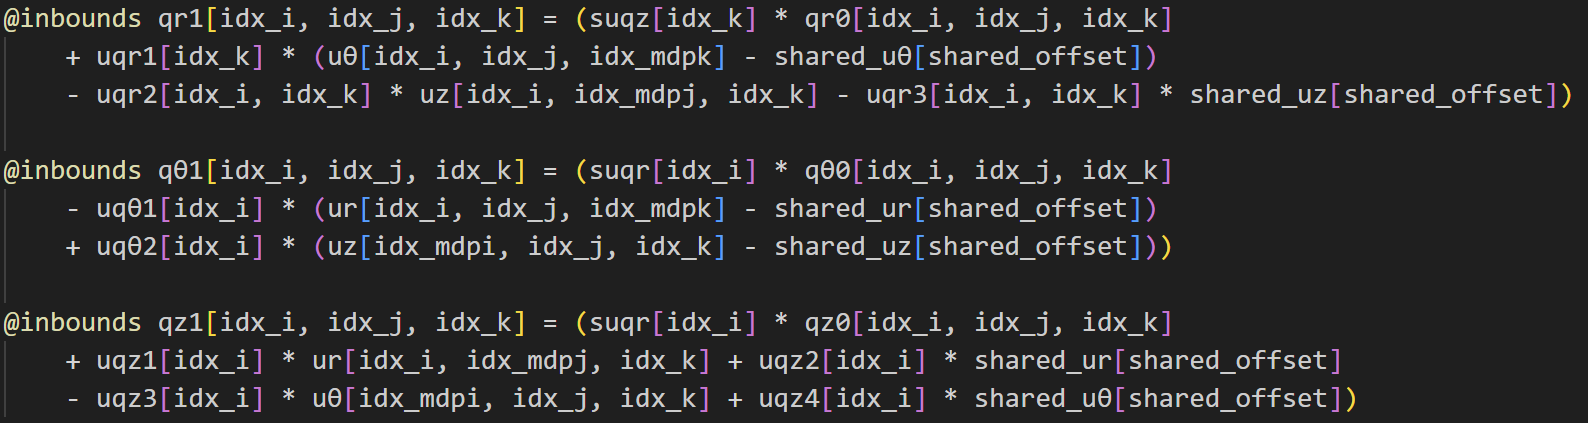 @inbounds qr1[idx_i, idx_j, idx_k] = (suqz[idx_k] * qr0[idx_i, idx_j, idx_k]
    + uqr1[idx_k] * (uθ[idx_i, idx_j, idx_mdpk] - shared_uθ[shared_offset])
    - uqr2[idx_i, idx_k] * uz[idx_i, idx_mdpj, idx_k] - uqr3[idx_i, idx_k] * shared_uz[shared_offset])
@inbounds qθ1[idx_i, idx_j, idx_k] = (suqr[idx_i] * qθ0[idx_i, idx_j, idx_k]
    - uqθ1[idx_i] * (ur[idx_i, idx_j, idx_mdpk] - shared_ur[shared_offset])
    + uqθ2[idx_i] * (uz[idx_mdpi, idx_j, idx_k] - shared_uz[shared_offset]))
@inbounds qz1[idx_i, idx_j, idx_k] = (suqr[idx_i] * qz0[idx_i, idx_j, idx_k]
    + uqz1[idx_i] * ur[idx_i, idx_mdpj, idx_k] + uqz2[idx_i] * shared_ur[shared_offset]
    - uqz3[idx_i] * uθ[idx_mdpi, idx_j, idx_k] + uqz4[idx_i] * shared_uθ[shared_offset])